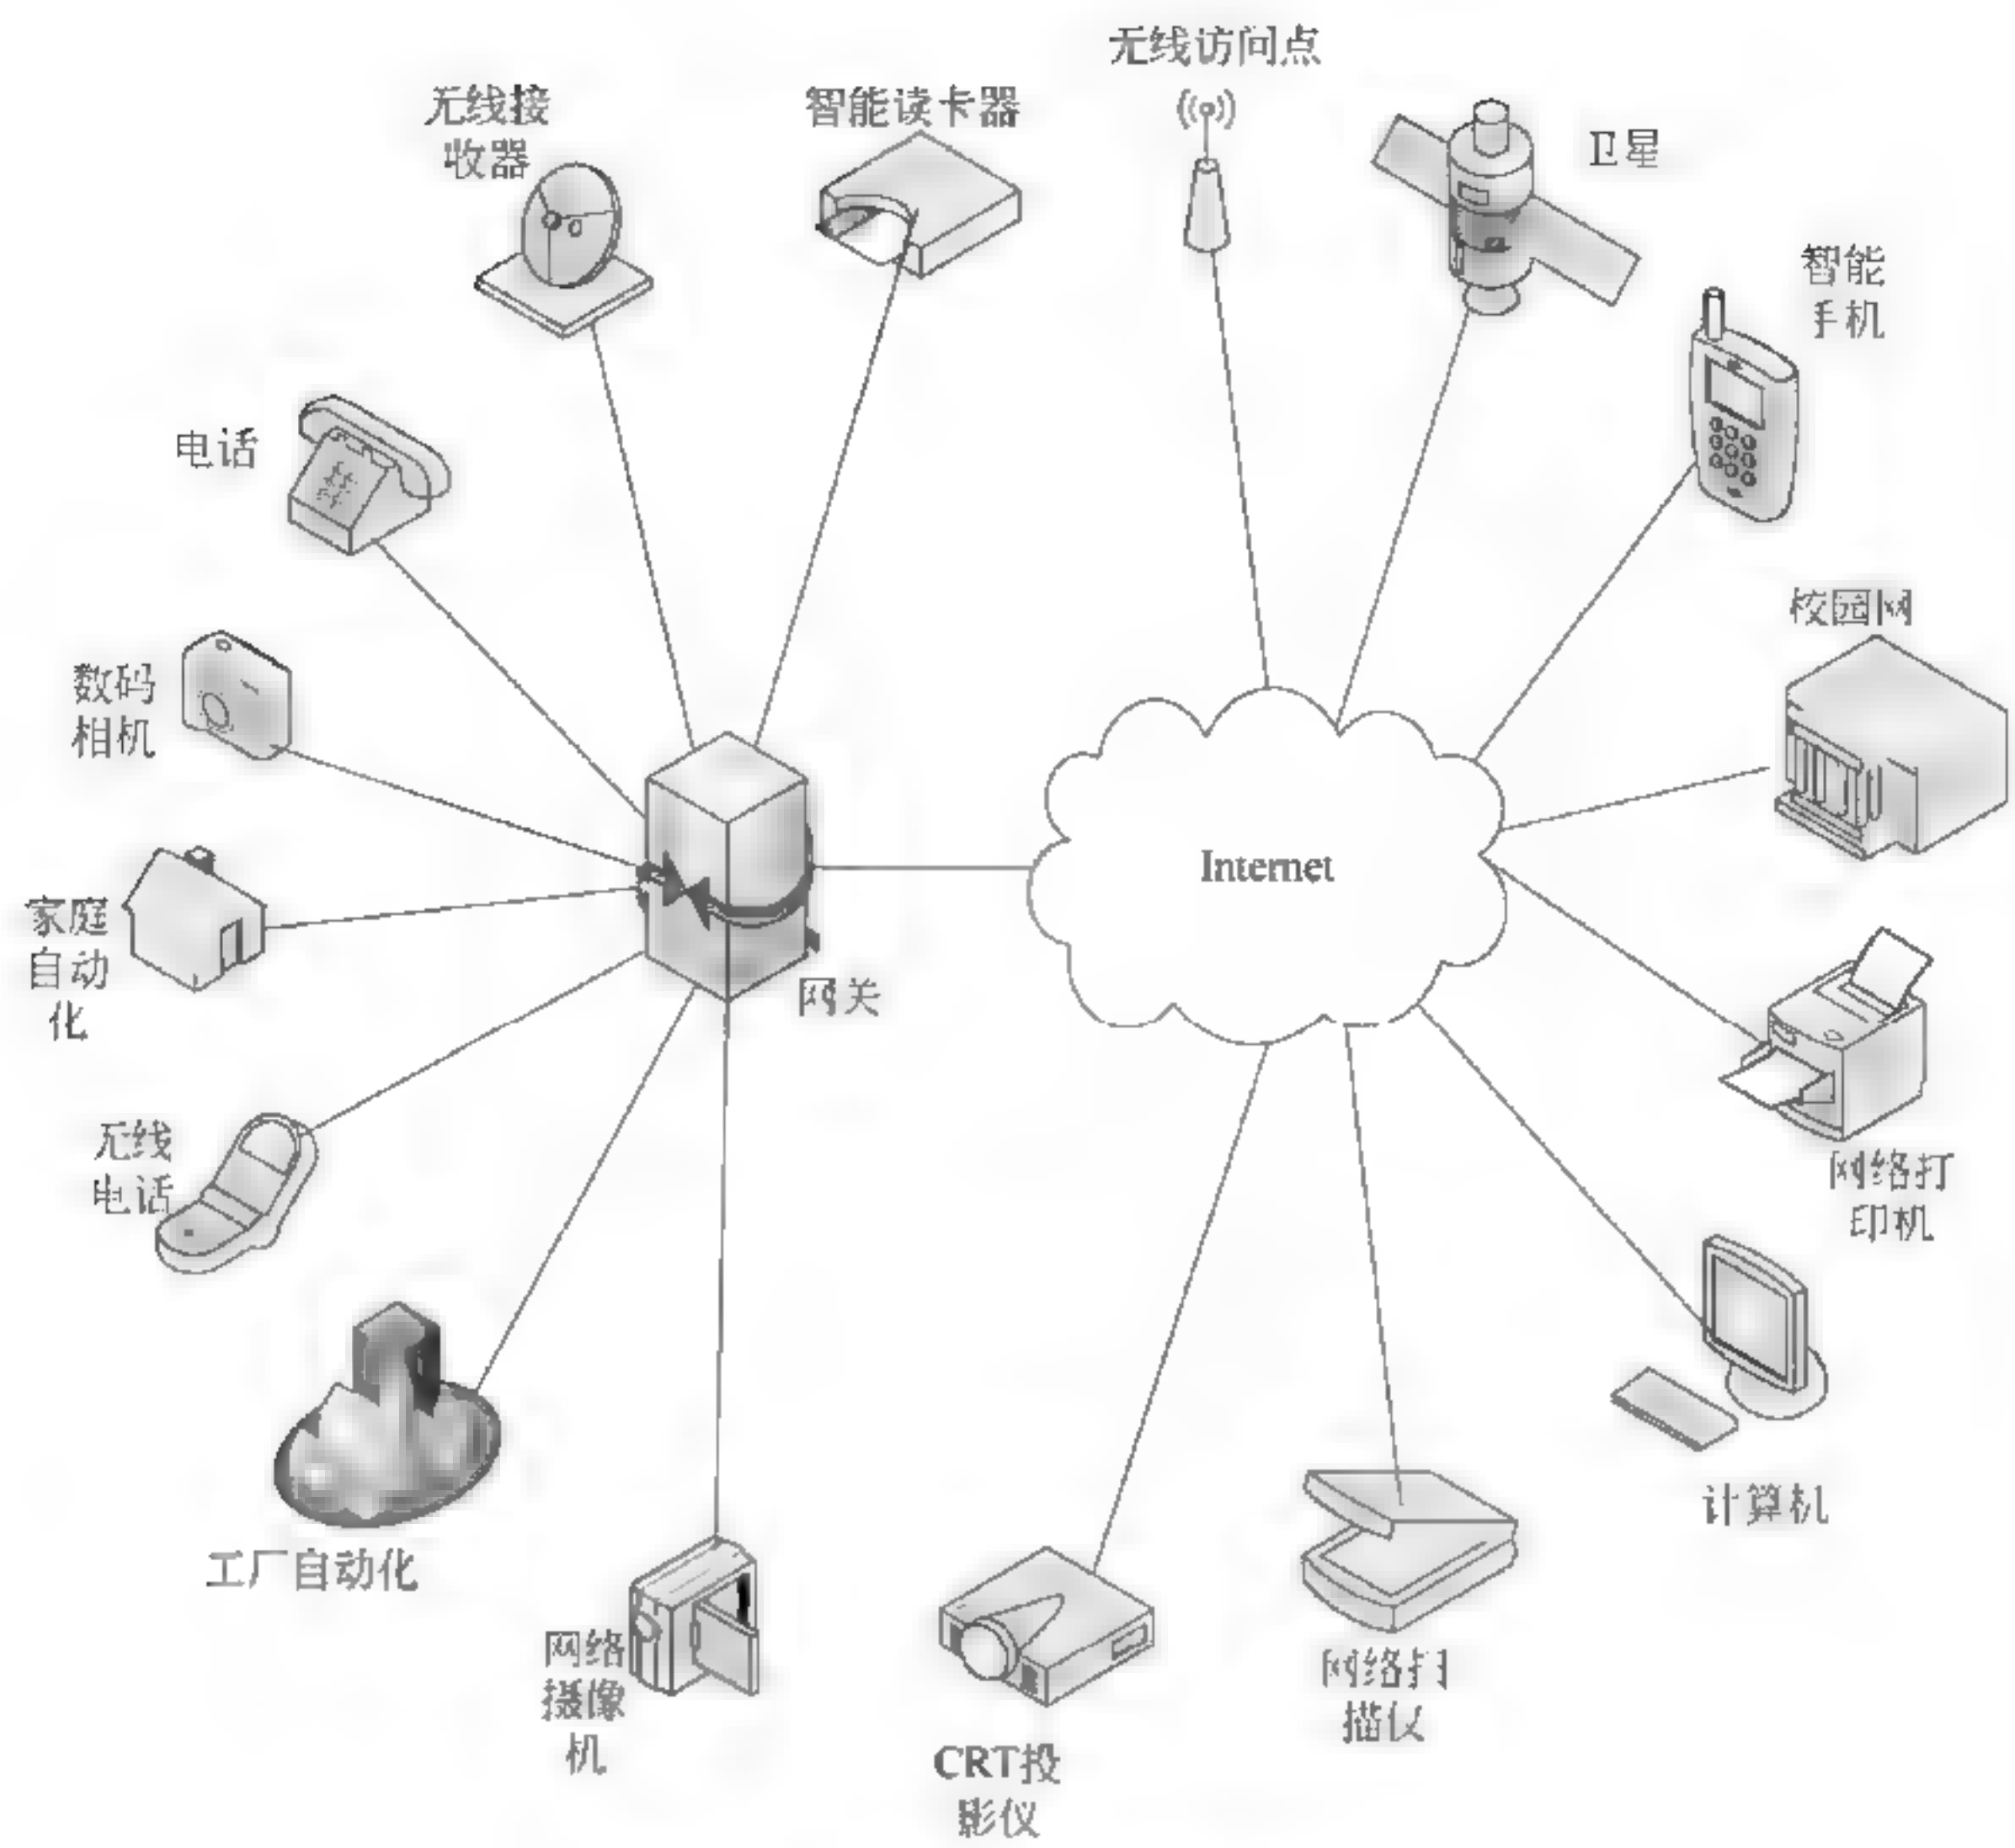 无线访问点
无线接
收器
智能读卡器
卫星
智能
手机
电话
校园网
数码
相机
Internet
家庭
自动
化
网关
无线
电话
网络打
印机
计算机
工厂自动化
网络
摄像
机
网络扫
描仪
CRT投
影仪